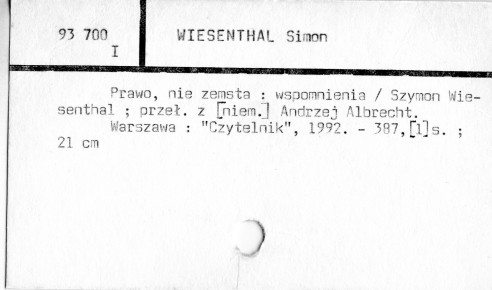 93 700
I
WIESENTHAL Simon
Prawo, nie zemsta : wspomnienia / Szymon Wie-
senthal ; przeł. z [niem.] Andrzej Albrecht.
Warszawa : "Czytelnik", 1992. - 387,[1]s. ;
21 cm